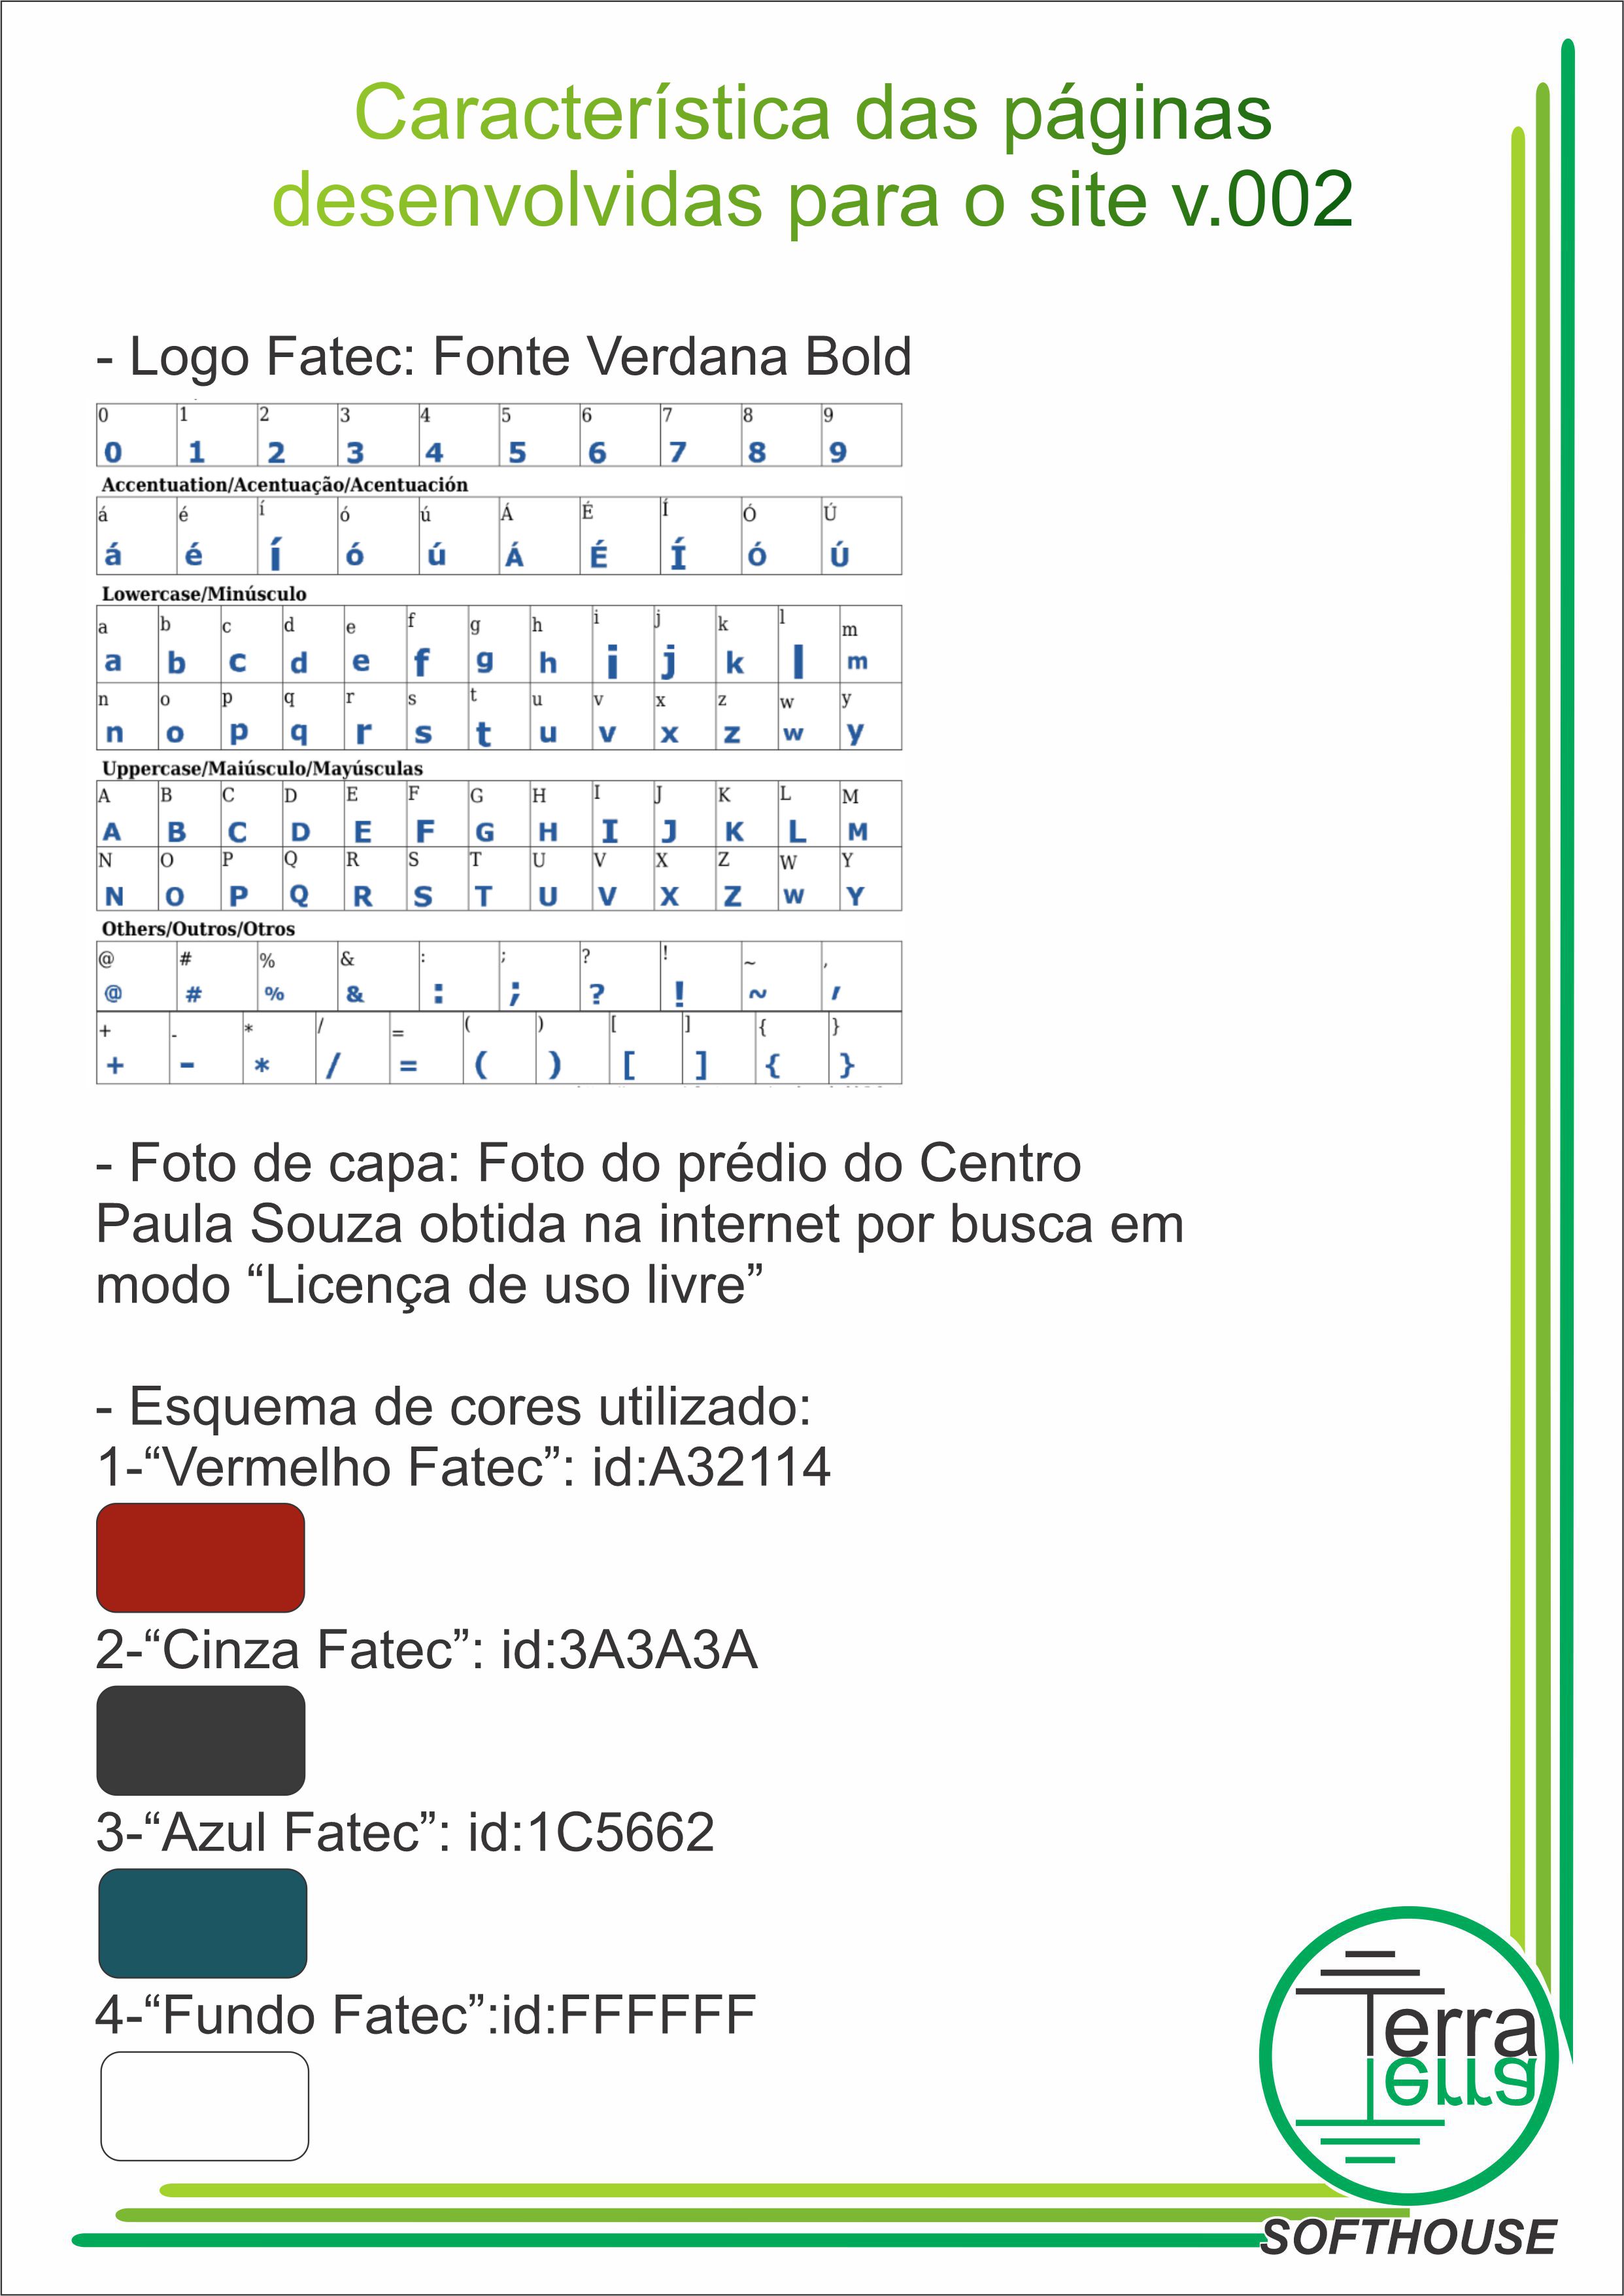 Característica das páginas
desenvolvidas para o site v.002
- Logo Fatec: Fonte Verdana Bold
0 1 2 3 4 5 6 7 8 9
0 1 2 3 4 5 6 7 8 9
Accentuation/Acentuação/Acentuación
á é í ó ú Á É Í Ó Ú
á é í ó ú Á É Í Ó Ú
Lowercase/Minúsculo
a b c d e f g h i j k l m
a b c d e f g h i j k l m
n o p q r s t u v x z w y
n o p q r s t u v x z w y
Uppercase/Maiúsculo/Mayúsculas
A B C D E F G H I J K L M
A B C D E F G H I J K L M
N O P Q R S T U V X Z W Y
N O P Q R S T U V X Z W Y
Others/Outros/Otros
@ # % & : ; ? ! ~ ,
@ # % & : ; ? ! ~ ,
+ - * / = ( ) [ ] { }
+ - * / = ( ) [ ] { }
- Foto de capa: Foto do prédio do Centro
Paula Souza obtida na internet por busca em
modo “Licença de uso livre”
- Esquema de cores utilizado:
1-“Vermelho Fatec”: id:A32114
2-“Cinza Fatec”: id:3A3A3A
3-“Azul Fatec”: id:1C5662
4-“Fundo Fatec”:id:FFFFFF
Terra
Terra
SOFTHOUSE